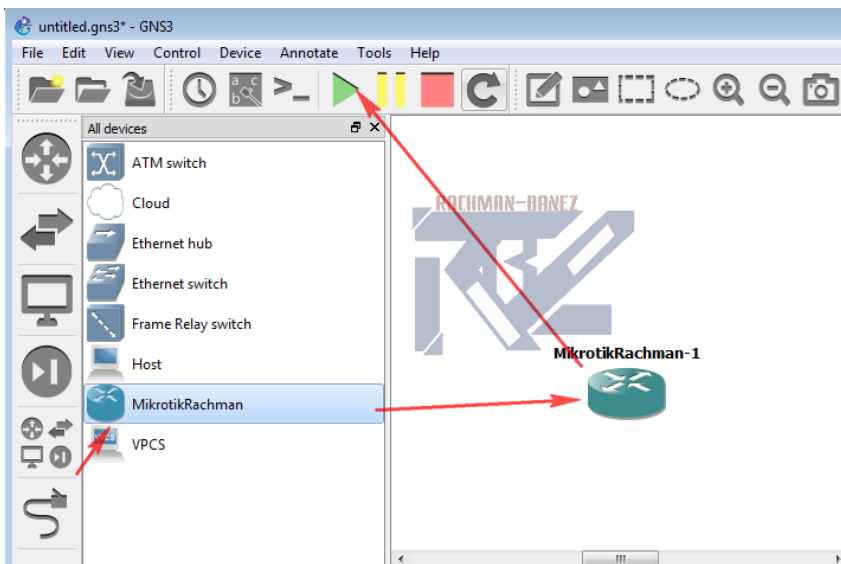 untitled.gns3* - GNS3
File Edit View Control Device Annotate Tools Help
All devices
ATM switch
Cloud
Ethernet hub
Ethernet switch
Frame Relay switch
Host
MikrotikRachman
VPCS
RACHMAN-BANEZ
MikrotikRachman-1